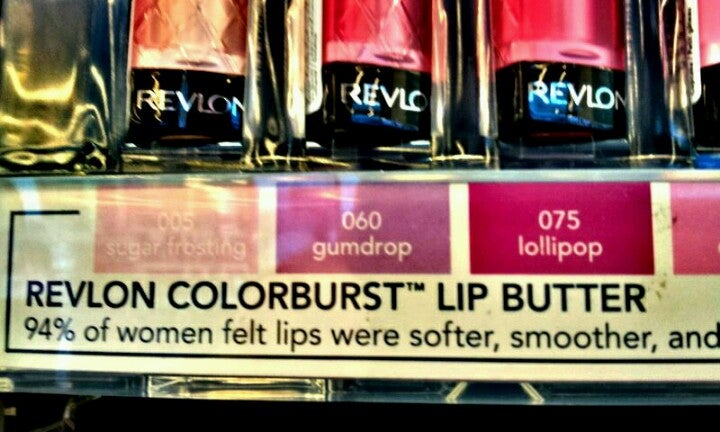 REVLON
REVLO
REVLON
005
sugar frosting
060
gumdrop
075
lollipop
REVLON COLORBURST™ LIP BUTTER
94% of women felt lips were softer, smoother, and